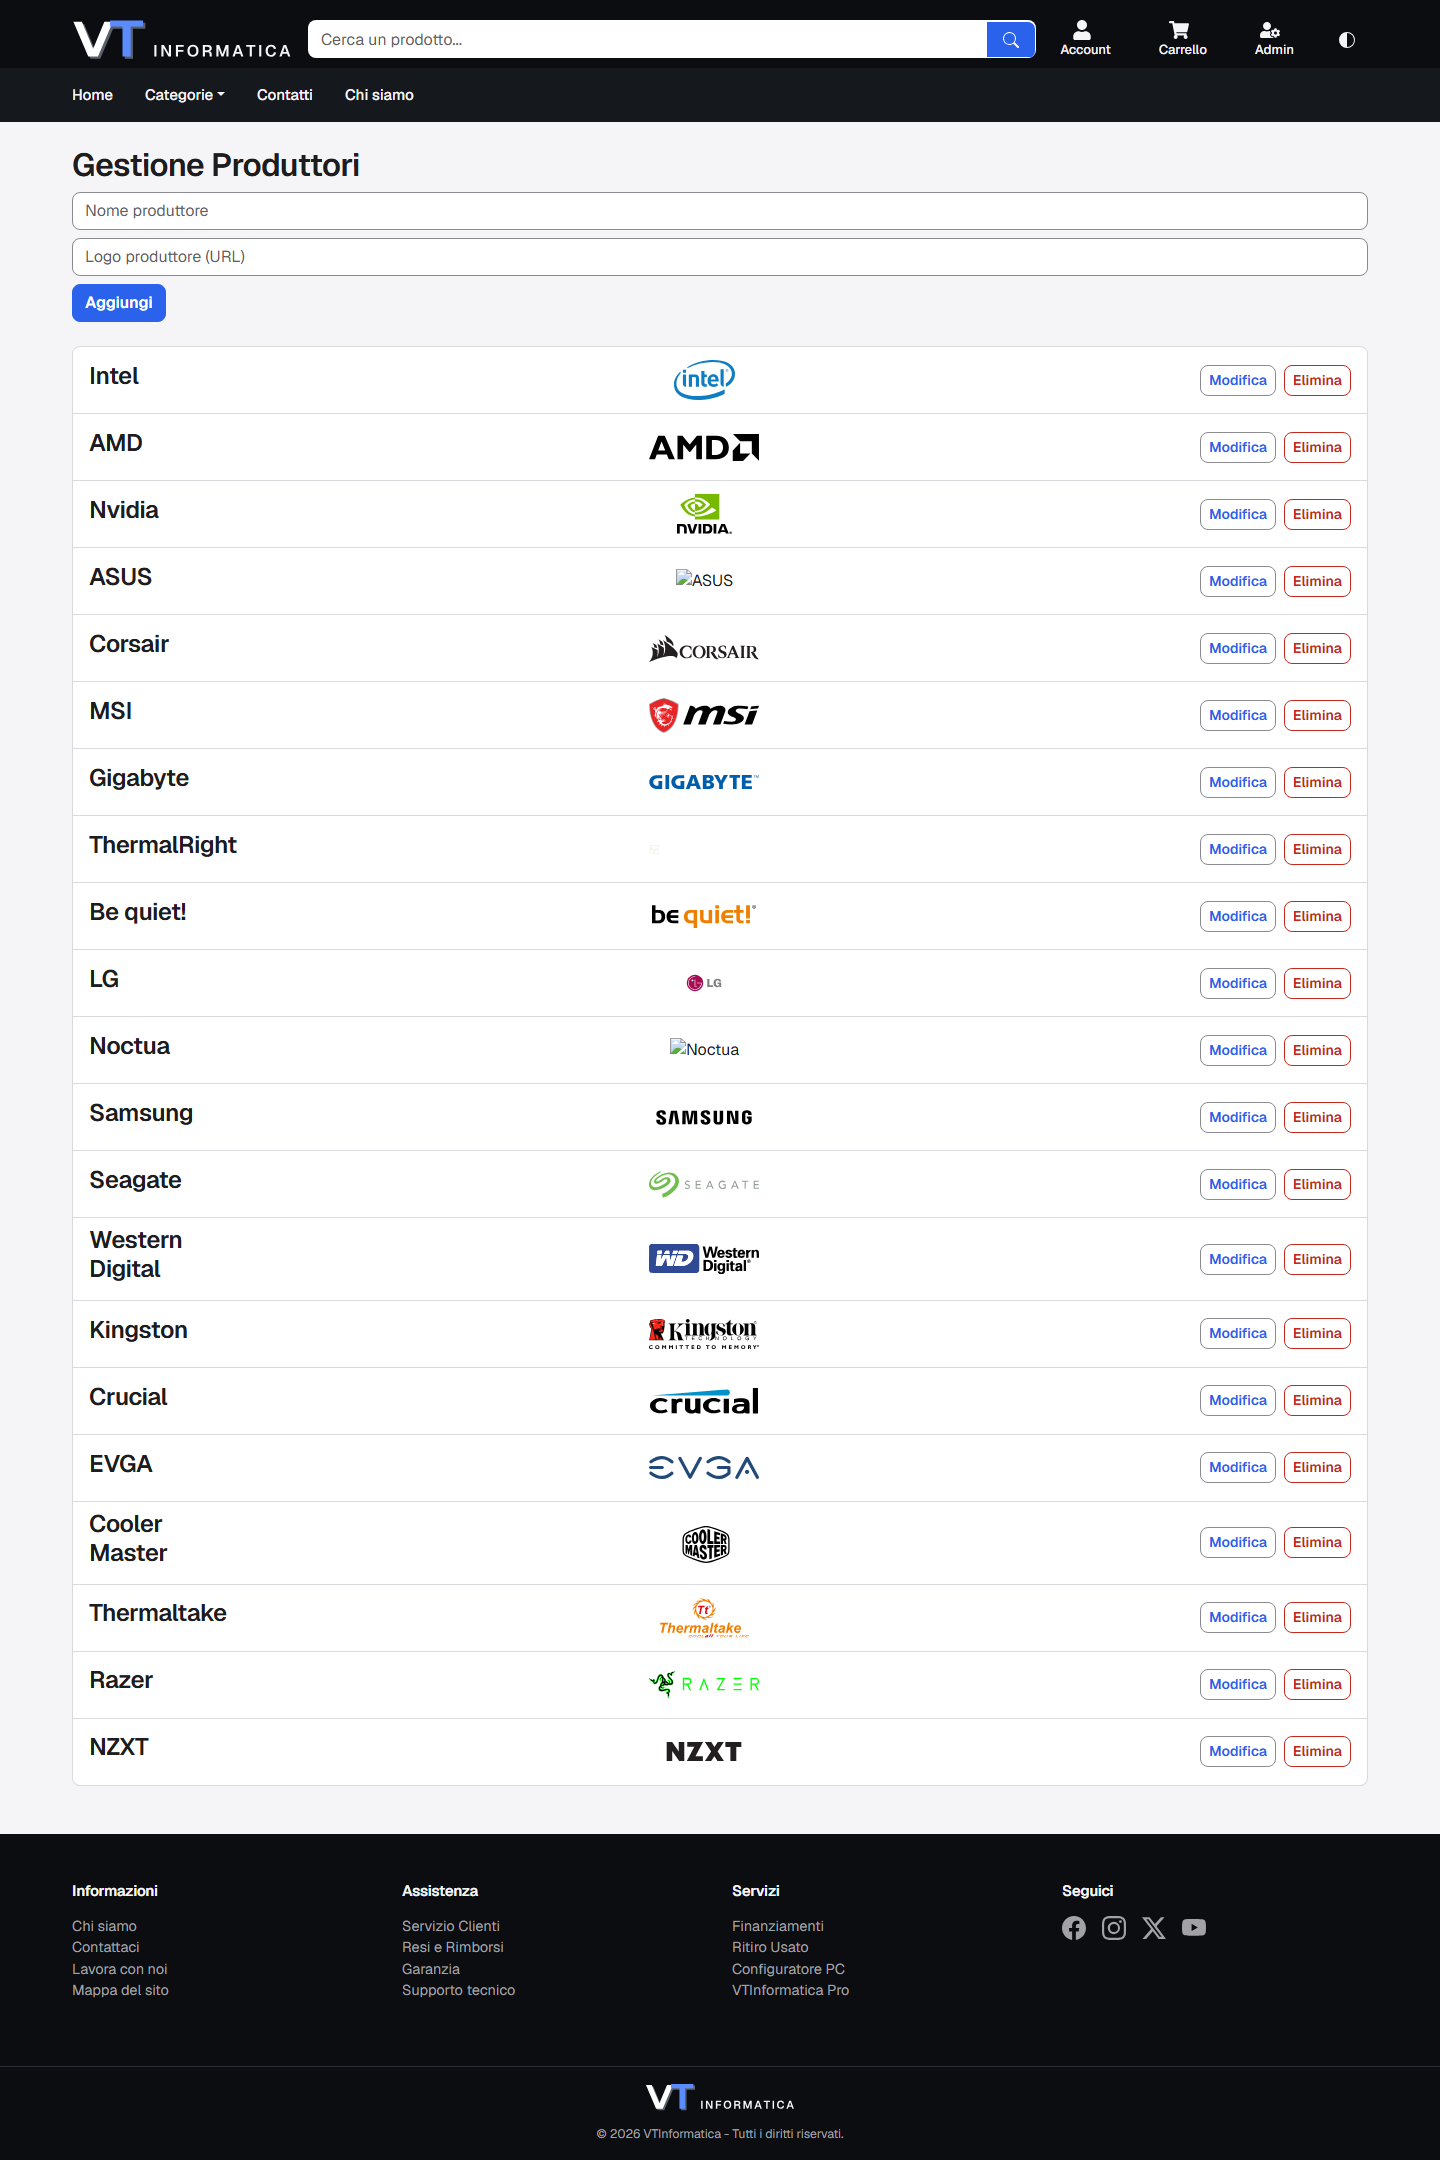 VT INFORMATICA
Cerca un prodotto...
Account
Carrello
Admin
Home
Categorie
Contatti
Chi siamo
Gestione Produttori
Nome produttore
Logo produttore (URL)
Aggiungi
Intel
intel
Modifica
Elimina
AMD
AMD
Modifica
Elimina
Nvidia
NVIDIA.
Modifica
Elimina
ASUS
ASUS
Modifica
Elimina
Corsair
CORSAIR
Modifica
Elimina
MSI
msi
Modifica
Elimina
Gigabyte
GIGABYTE™
Modifica
Elimina
ThermalRight
Modifica
Elimina
Be quiet!
be quiet!®
Modifica
Elimina
LG
LG
Modifica
Elimina
Noctua
Noctua
Modifica
Elimina
Samsung
SAMSUNG
Modifica
Elimina
Seagate
SEAGATE
Modifica
Elimina
Western
Digital
WD Western
Digital®
Modifica
Elimina
Kingston
Kingston
TECHNOLOGY
COMMITTED TO MEMORY
Modifica
Elimina
Crucial
crucial
Modifica
Elimina
EVGA
EVGA
Modifica
Elimina
Cooler
Master
COOLER
MASTER
Modifica
Elimina
Thermaltake
Tt
Thermaltake
COOL all YOUR LIFE
Modifica
Elimina
Razer
RAZER
Modifica
Elimina
NZXT
NZXT
Modifica
Elimina
Informazioni
Chi siamo
Contattaci
Lavora con noi
Mappa del sito
Assistenza
Servizio Clienti
Resi e Rimborsi
Garanzia
Supporto tecnico
Servizi
Finanziamenti
Ritiro Usato
Configuratore PC
VTInformatica Pro
Seguici
VT INFORMATICA
© 2026 VTInformatica - Tutti i diritti riservati.